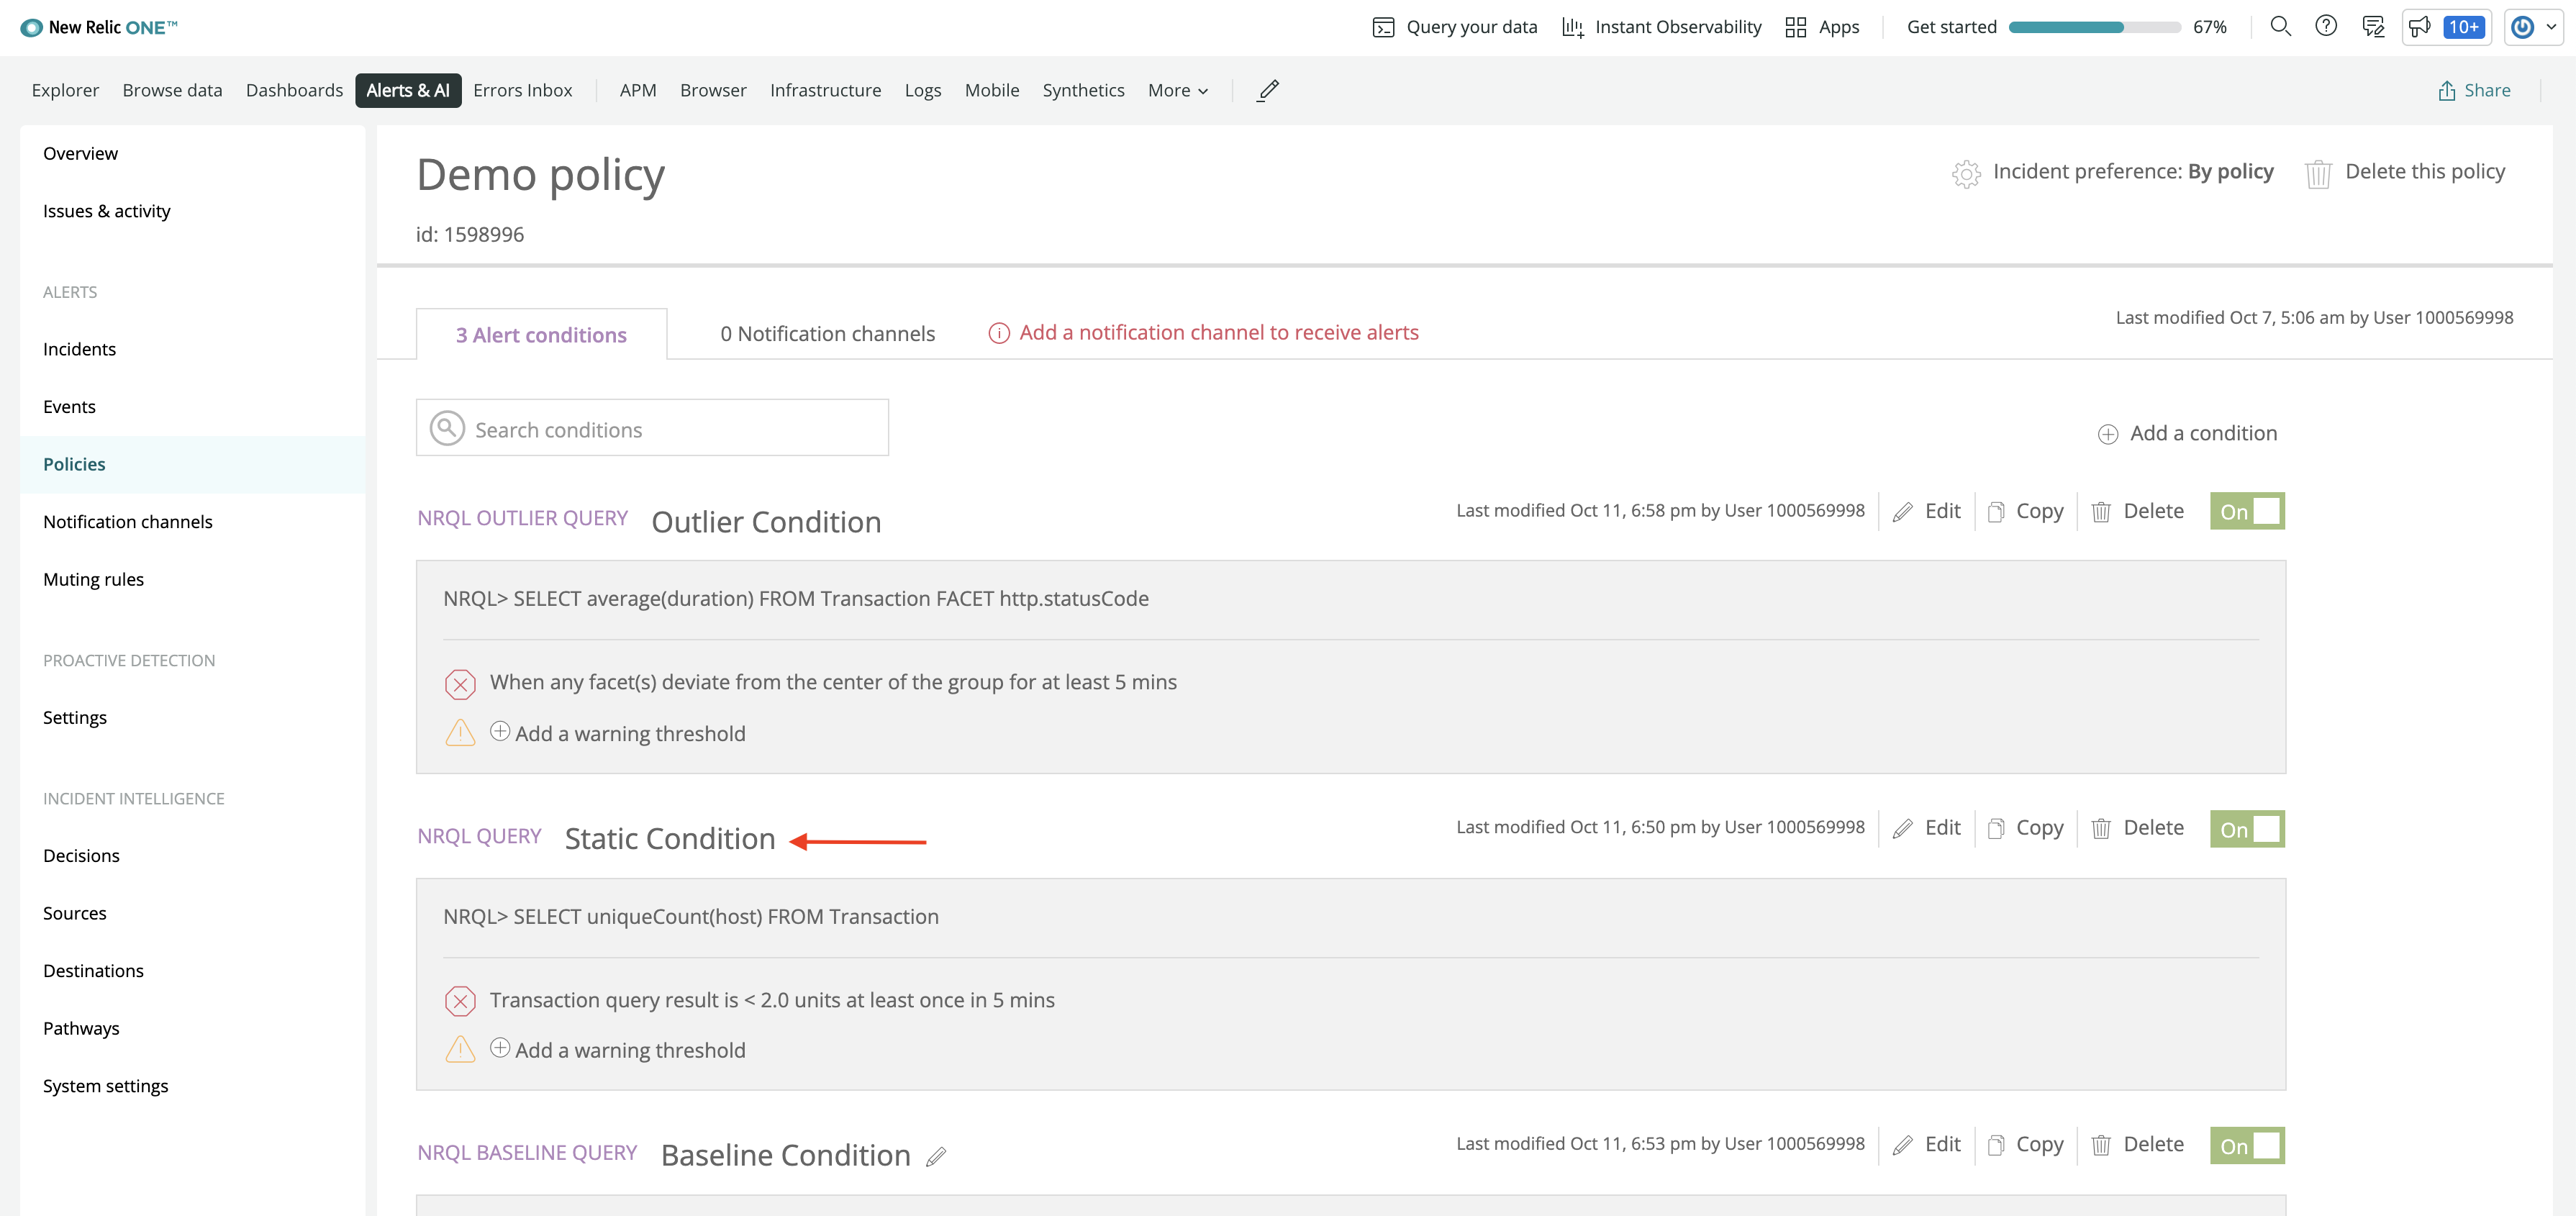 New Relic ONE™
Query your data
Instant Observability
Apps
Get started
67%
10+
Explorer
Browse data
Dashboards
Alerts & AI
Errors Inbox
APM
Browser
Infrastructure
Logs
Mobile
Synthetics
More
Share
Overview
Issues & activity
ALERTS
Incidents
Events
Policies
Notification channels
Muting rules
PROACTIVE DETECTION
Settings
INCIDENT INTELLIGENCE
Decisions
Sources
Destinations
Pathways
System settings
Demo policy
Incident preference: By policy
Delete this policy
id: 1598996
3 Alert conditions
0 Notification channels
Add a notification channel to receive alerts
Last modified Oct 7, 5:06 am by User 1000569998
Search conditions
Add a condition
NRQL OUTLIER QUERY Outlier Condition
Last modified Oct 11, 6:58 pm by User 1000569998
Edit
Copy
Delete
On
NRQL> SELECT average(duration) FROM Transaction FACET http.statusCode
When any facet(s) deviate from the center of the group for at least 5 mins
Add a warning threshold
NRQL QUERY Static Condition
Last modified Oct 11, 6:50 pm by User 1000569998
Edit
Copy
Delete
On
NRQL> SELECT uniqueCount(host) FROM Transaction
Transaction query result is < 2.0 units at least once in 5 mins
Add a warning threshold
NRQL BASELINE QUERY Baseline Condition
Last modified Oct 11, 6:53 pm by User 1000569998
Edit
Copy
Delete
On